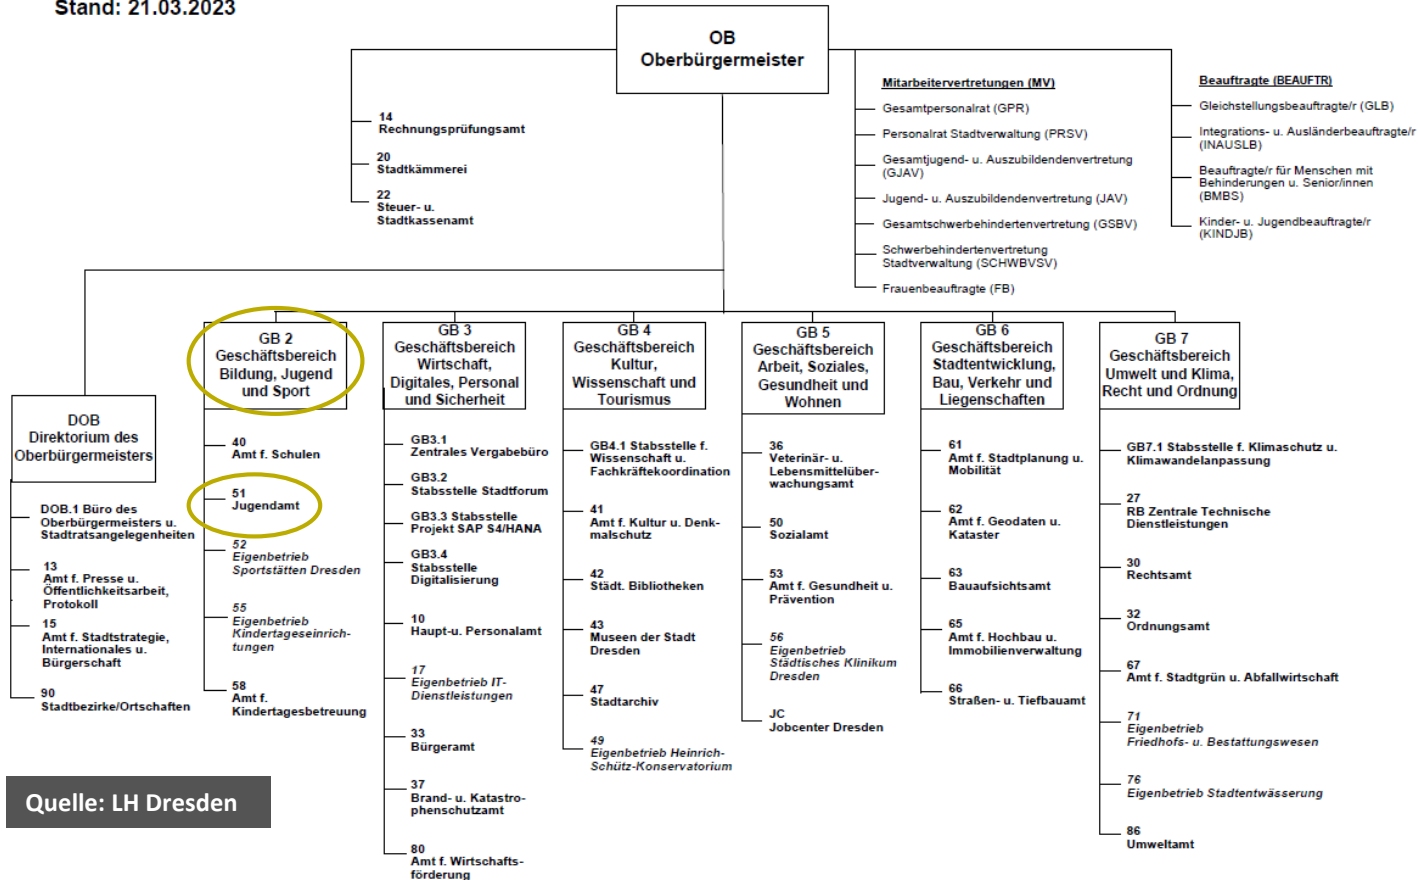 Stand: 21.03.2023
OB
Oberbürgermeister
14
Rechnungsprüfungsamt
20
Stadtkämmerei
22
Steuer- u.
Stadtkassenamt
Mitarbeitervertretungen (MV)
Gesamtpersonalrat (GPR)
Personalrat Stadtverwaltung (PRSV)
Gesamtjugend- u. Auszubildendenvertretung
(GJAV)
Jugend- u. Auszubildendenvertretung (JAV)
Gesamtschwerbehindertenvertretung (GSBV)
Schwerbehindertenvertretung
Stadtverwaltung (SCHWBVSV)
Frauenbeauftragte (FB)
Beauftragte (BEAUFTR)
Gleichstellungsbeauftragte/r (GLB)
Integrations- u. Ausländerbeauftragte/r
(INAUSLB)
Beauftragte/r für Menschen mit
Behinderungen u. Senior/innen
(BMBS)
Kinder- u. Jugendbeauftragte/r
(KINDJB)
DOB
Direktorium des
Oberbürgermeisters
DOB.1 Büro des
Oberbürgermeisters u.
Stadtratsangelegenheiten
13
Amt f. Presse u.
Öffentlichkeitsarbeit,
Protokoll
15
Amt f. Stadtstrategie,
Internationales u.
Bürgerschaft
90
Stadtbezirke/Ortschaften
GB 2
Geschäftsbereich
Bildung, Jugend
und Sport
40
Amt f. Schulen
51
Jugendamt
52
Eigenbetrieb
Sportstätten Dresden
55
Eigenbetrieb
Kindertageseinrich-
tungen
58
Amt f.
Kindertagesbetreuung
GB 3
Geschäftsbereich
Wirtschaft,
Digitales, Personal
und Sicherheit
GB3.1
Zentrales Vergabebüro
GB3.2
Stabsstelle Stadtforum
GB3.3 Stabsstelle
Projekt SAP S4/HANA
GB3.4
Stabsstelle
Digitalisierung
10
Haupt-u. Personalamt
17
Eigenbetrieb IT-
Dienstleistungen
33
Bürgeramt
37
Brand- u. Katastro-
phenschutzamt
80
Amt f. Wirtschafts-
förderung
GB 4
Geschäftsbereich
Kultur,
Wissenschaft und
Tourismus
GB4.1 Stabsstelle f.
Wissenschaft u.
Fachkräftekoordination
41
Amt f. Kultur u. Denk-
malschutz
42
Städt. Bibliotheken
43
Museen der Stadt
Dresden
47
Stadtarchiv
49
Eigenbetrieb Heinrich-
Schütz-Konservatorium
GB 5
Geschäftsbereich
Arbeit, Soziales,
Gesundheit und
Wohnen
36
Veterinär- u.
Lebensmittelüber-
wachungsamt
50
Sozialamt
53
Amt f. Gesundheit u.
Prävention
56
Eigenbetrieb
Städtisches Klinikum
Dresden
JC
Jobcenter Dresden
GB 6
Geschäftsbereich
Stadtentwicklung,
Bau, Verkehr und
Liegenschaften
61
Amt f. Stadtplanung u.
Mobilität
62
Amt f. Geodaten u.
Kataster
63
Bauaufsichtsamt
65
Amt f. Hochbau u.
Immobilienverwaltung
66
Straßen- u. Tiefbauamt
GB 7
Geschäftsbereich
Umwelt und Klima,
Recht und Ordnung
GB7.1 Stabsstelle f. Klimaschutz u.
Klimawandelanpassung
27
RB Zentrale Technische
Dienstleistungen
30
Rechtsamt
32
Ordnungsamt
67
Amt f. Stadtgrün u. Abfallwirtschaft
71
Eigenbetrieb
Friedhofs- u. Bestattungswesen
76
Eigenbetrieb Stadtentwässerung
86
Umweltamt
Quelle: LH Dresden